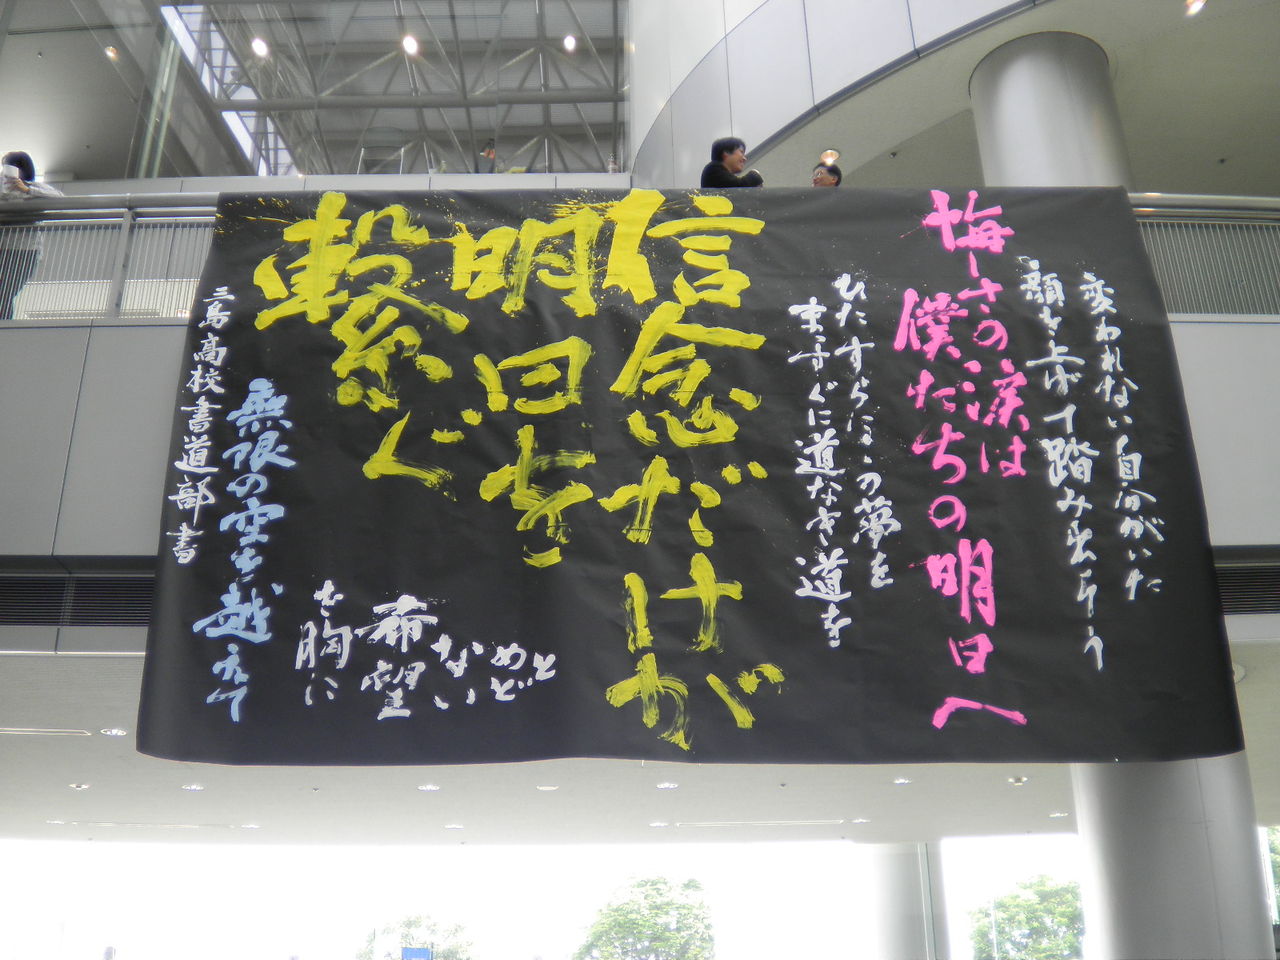 変われない自分がいた
顔を上げて踏み出そう
悔しさの涙は
僕たちの明日へ
ひたすらにこの夢を
まっすぐに道なき道を
信念だけが
明日を
繋ぐ
とめどない
希望
を胸に
無限の空を越えて
三島高校書道部書